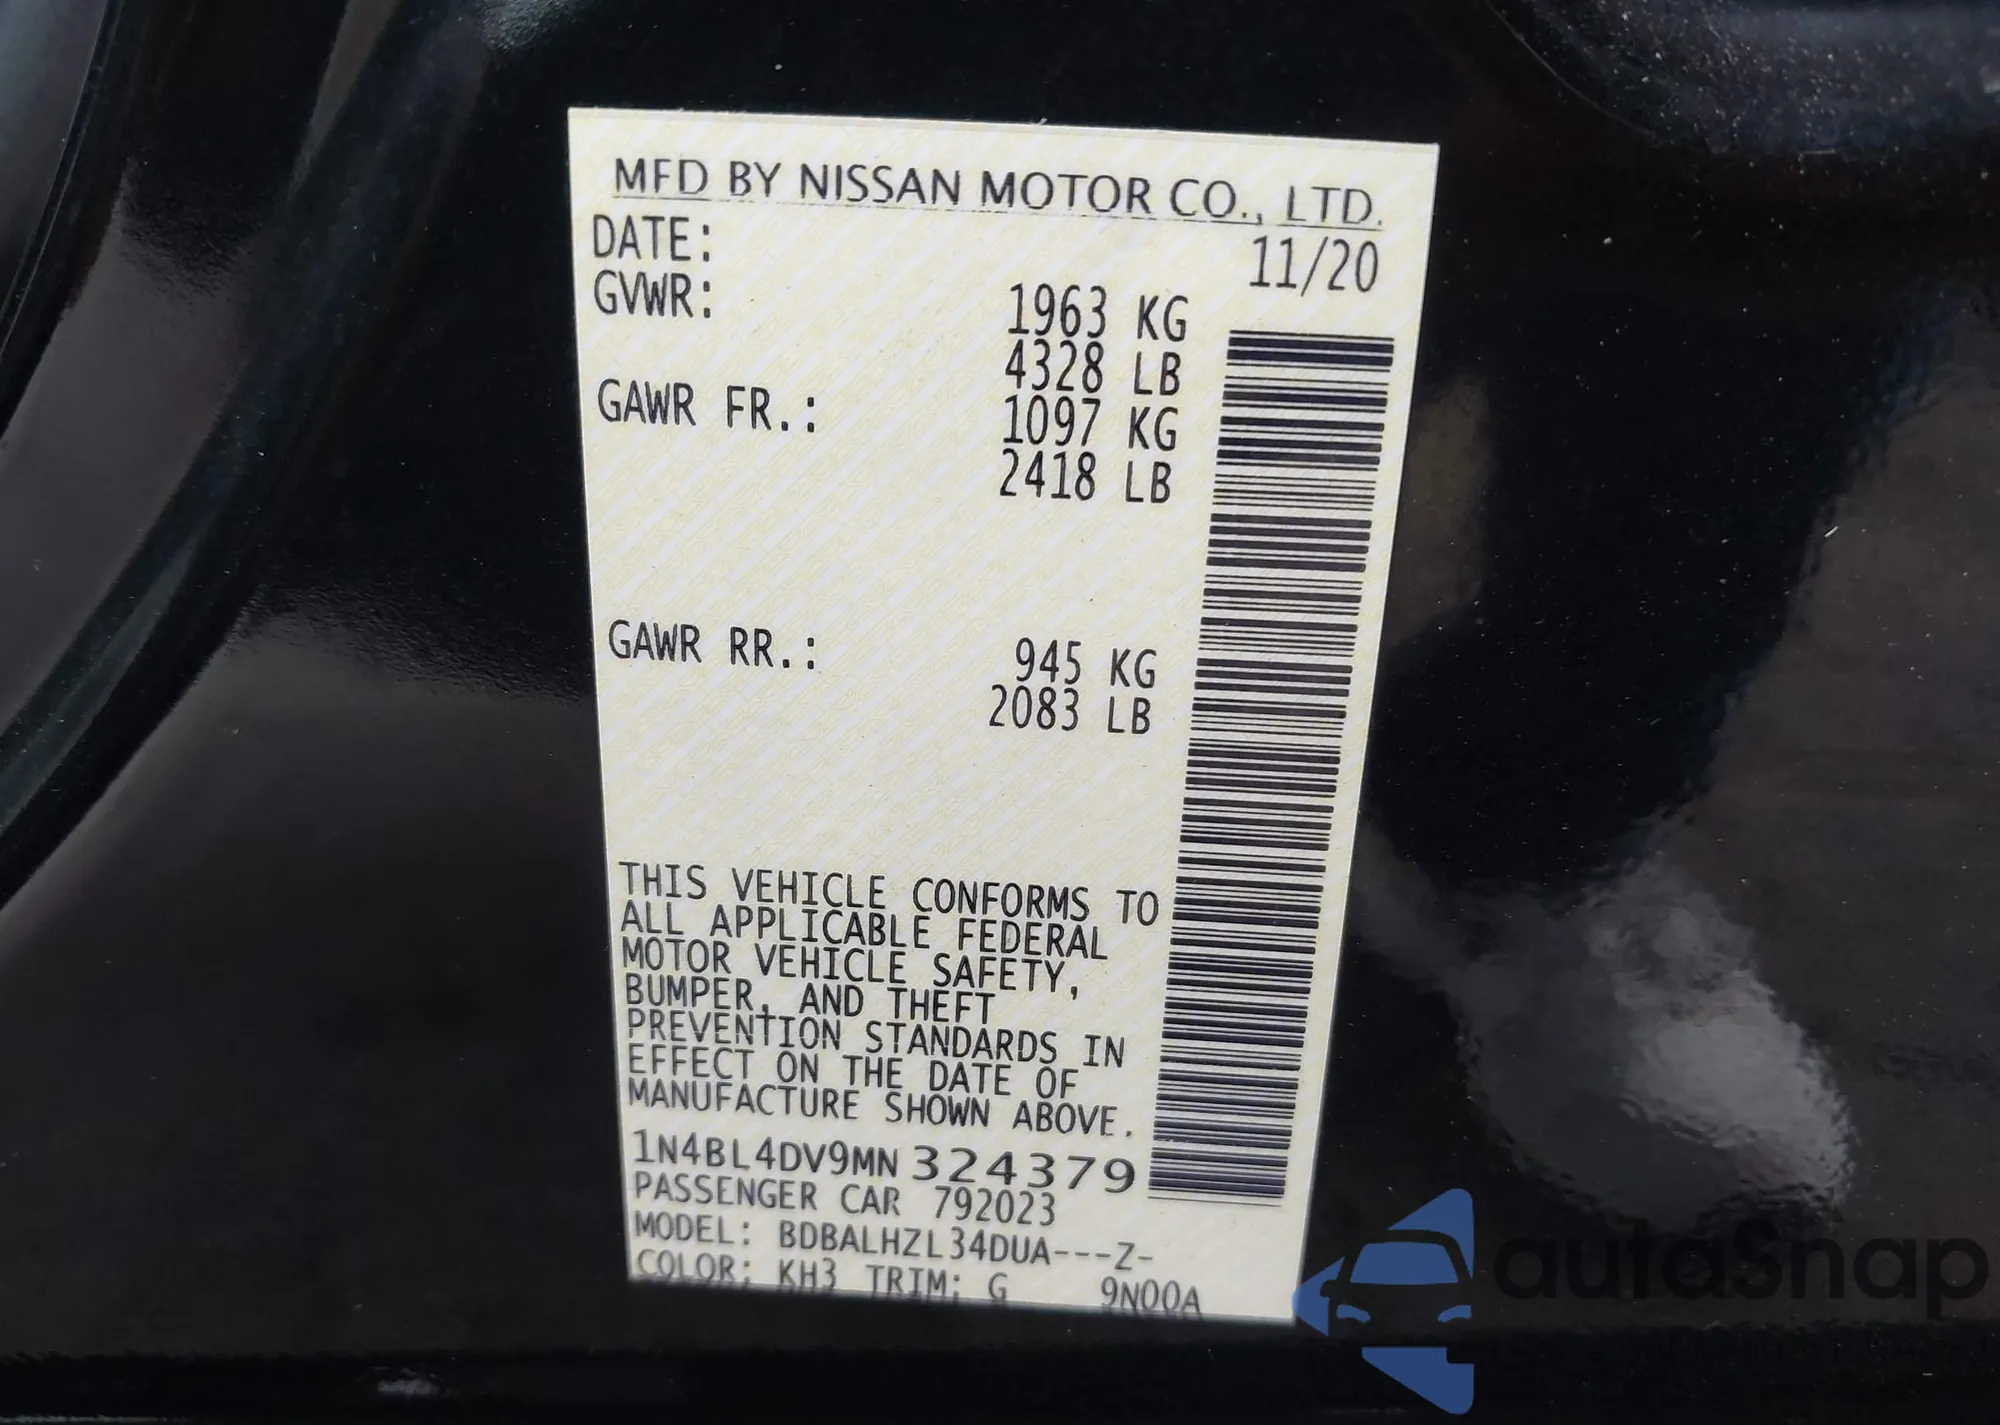 MFD BY NISSAN MOTOR CO., LTD.
DATE: 11/20
GVWR: 1963 KG
4328 LB
GAWR FR.: 1097 KG
2418 LB
GAWR RR.: 945 KG
2083 LB
THIS VEHICLE CONFORMS TO
ALL APPLICABLE FEDERAL
MOTOR VEHICLE SAFETY,
BUMPER, AND THEFT
PREVENTION STANDARDS IN
EFFECT ON THE DATE OF
MANUFACTURE SHOWN ABOVE.
1N4BL4DV9MN324379
PASSENGER CAR 792023
MODEL: BDBALHZL34DUA---Z-
COLOR: KH3 TRIM: G 9N00A
autoSnap